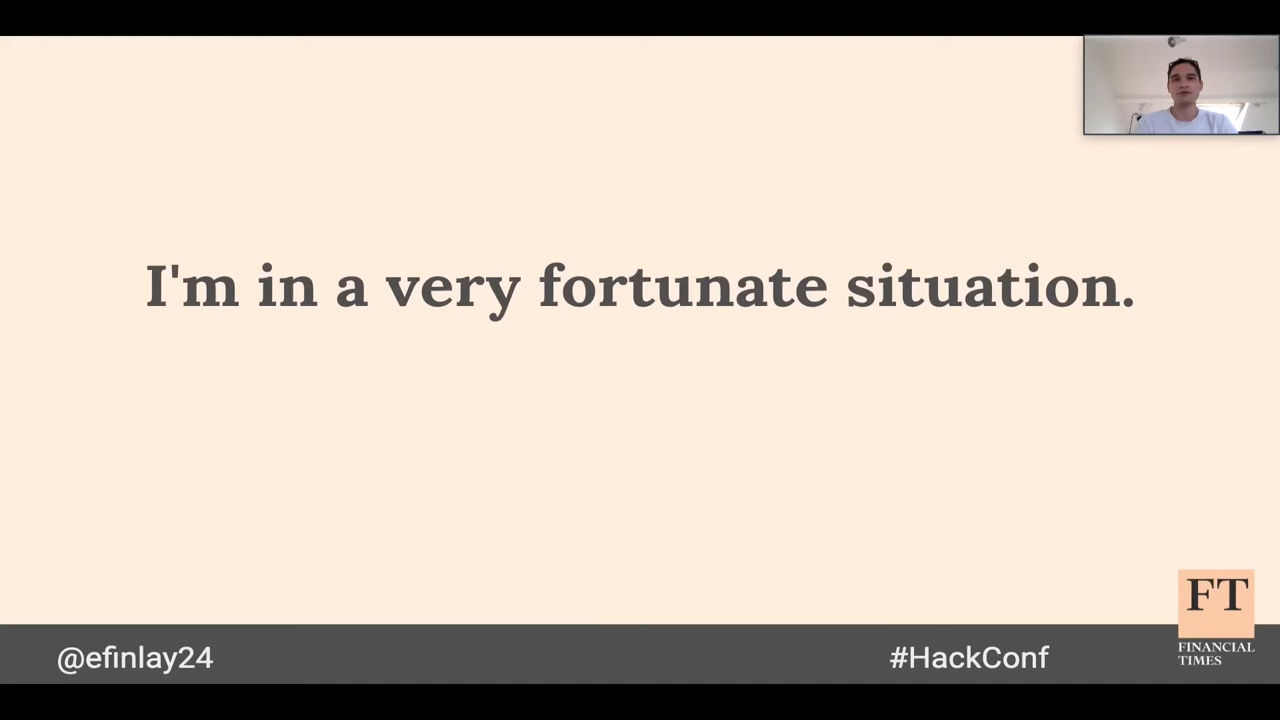 I'm in a very fortunate situation.
@efinlay24
#HackConf
FT
FINANCIAL
TIMES